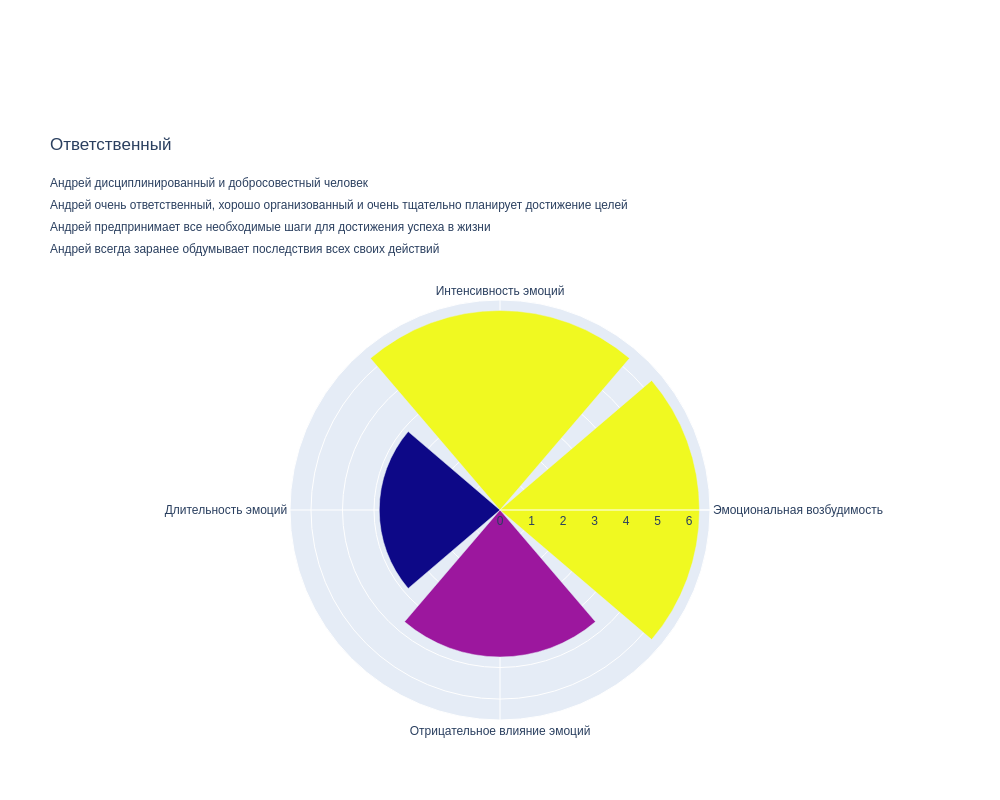 Ответственный
Андрей дисциплинированный и добросовестный человек
Андрей очень ответственный, хорошо организованный и очень тщательно планирует достижение целей
Андрей предпринимает все необходимые шаги для достижения успеха в жизни
Андрей всегда заранее обдумывает последствия всех своих действий
Интенсивность эмоций
Длительность эмоций
Эмоциональная возбудимость
0 1 2 3 4 5 6
Отрицательное влияние эмоций